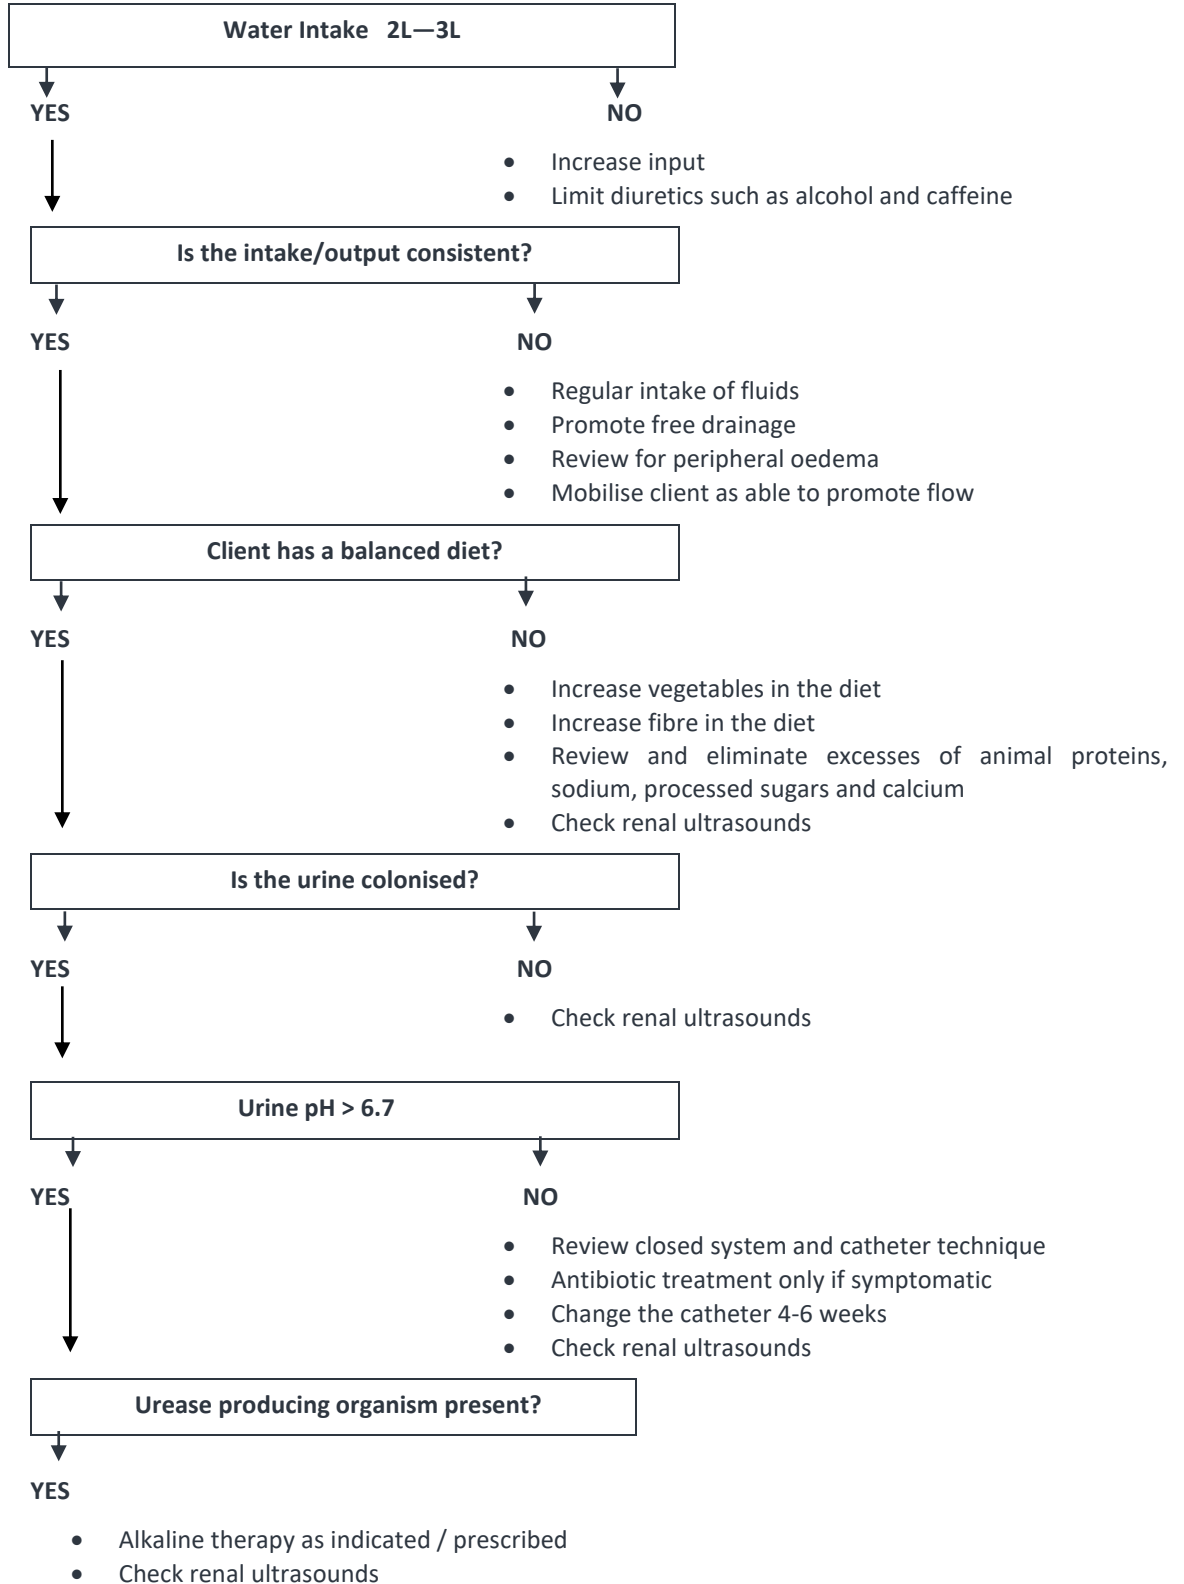 Water Intake 2L—3L
YES NO
• Increase input
• Limit diuretics such as alcohol and caffeine
Is the intake/output consistent?
YES NO
• Regular intake of fluids
• Promote free drainage
• Review for peripheral oedema
• Mobilise client as able to promote flow
Client has a balanced diet?
YES NO
• Increase vegetables in the diet
• Increase fibre in the diet
• Review and eliminate excesses of animal proteins,
sodium, processed sugars and calcium
• Check renal ultrasounds
Is the urine colonised?
YES NO
• Check renal ultrasounds
Urine pH > 6.7
YES NO
• Review closed system and catheter technique
• Antibiotic treatment only if symptomatic
• Change the catheter 4-6 weeks
• Check renal ultrasounds
Urease producing organism present?
YES
• Alkaline therapy as indicated / prescribed
• Check renal ultrasounds